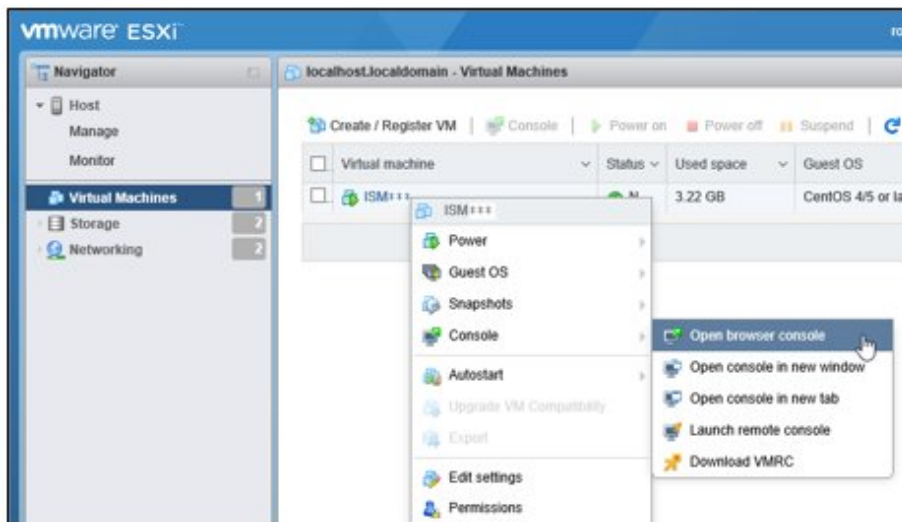 vmware ESXi
Navigator
localhost.localdomain - Virtual Machines
Host
Manage
Monitor
Virtual Machines 1
Storage 2
Networking 2
Create / Register VM | Console | Power on Power off Suspend
Virtual machine Status Used space Guest OS
ISM*** 3.22 GB CentOS 4/5 or
ISM***
Power
Guest OS
Snapshots
Console
Autostart
Upgrade VM Compatibility
Export
Edit settings
Permissions
Open browser console
Open console in new window
Open console in new tab
Launch remote console
Download VMRC